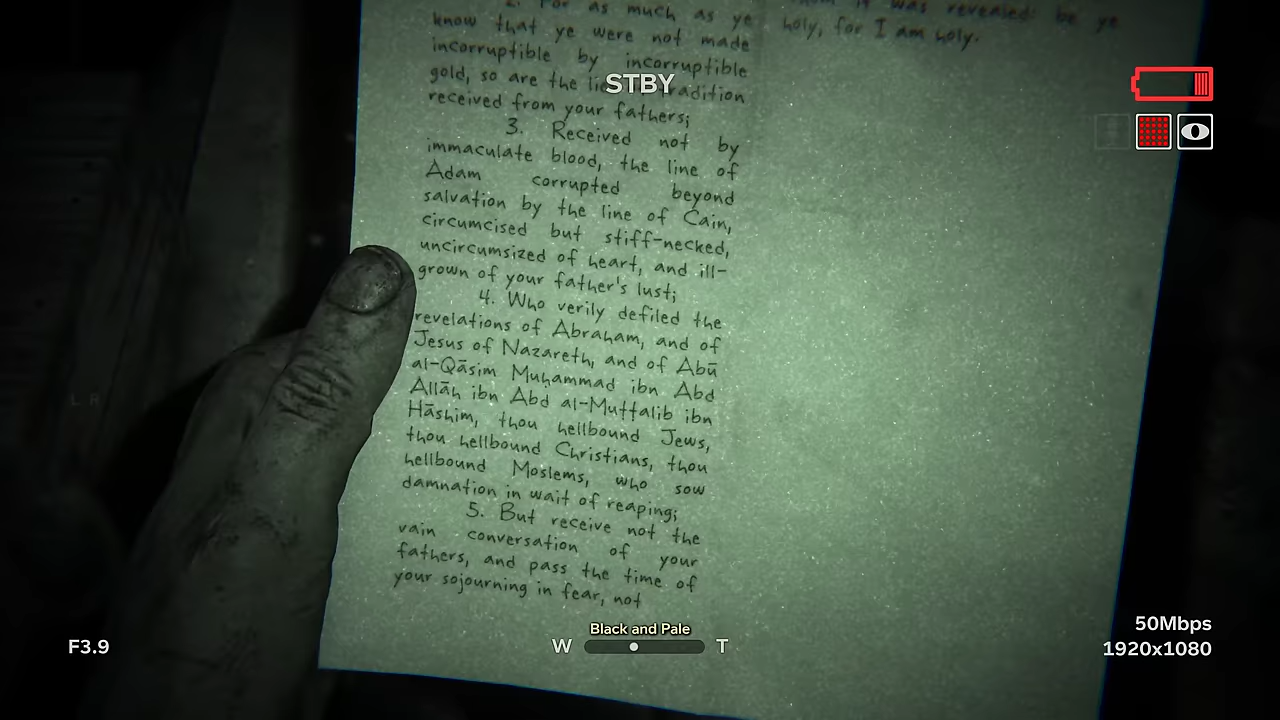 2. For as much as ye
know that ye were not made
incorruptible by incorruptible
gold, so are the tradition
received from your fathers;
3. Received not by
immaculate blood, the line of
Adam corrupted beyond
salvation by the line of Cain,
circumcised but stiff-necked,
uncircumsized of heart, and ill-
grown of your father's lust;
4. Who verily defiled the
revelations of Abraham, and of
Jesus of Nazareth, and of Abū
al-Qāsim Muḥammad ibn Abd
Allāh ibn Abd al-Muṭṭalib ibn
Hāshim, thou hellbound Jews,
thou hellbound Christians, thou
hellbound Moslems, who sow
damnation in wait of reaping;
5. But receive not the
vain conversation of your
fathers, and pass the time of
your sojourning in fear, not
it was revealed: be ye
holy, for I am holy.
STBY
F3.9
Black and Pale
W T
50Mbps
1920x1080